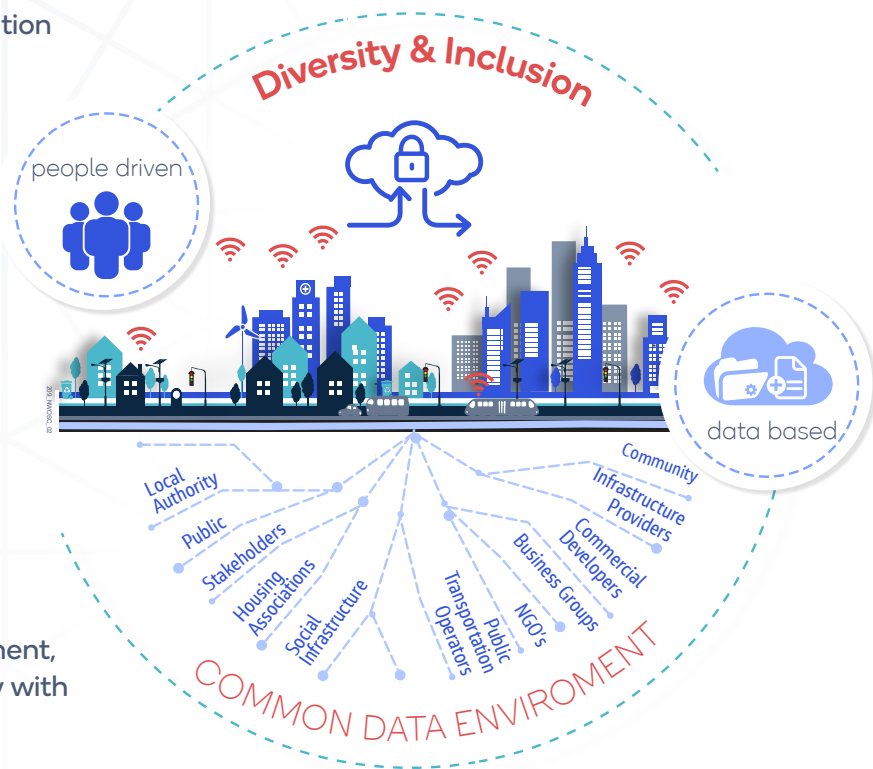 tion
Diversity & Inclusion
people driven
data based
Local
Authority
Public
Stakeholders
Housing
Associations
Social
Infrastructure
Public
Transportation
Operators
NGO's
Business Groups
Commercial
Developers
Infrastructure
Providers
Community
COMMON DATA ENVIROMENT
nent,
with